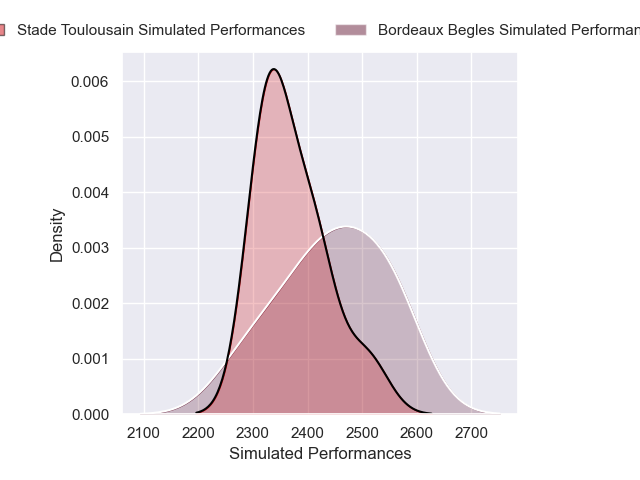 Stade Toulousain Simulated Performances
Bordeaux Begles Simulated
0.006
0.005
0.004
0.003
0.002
0.001
0.000
Density
2100 2200 2300 2400 2500 2600 2700
Simulated Performances